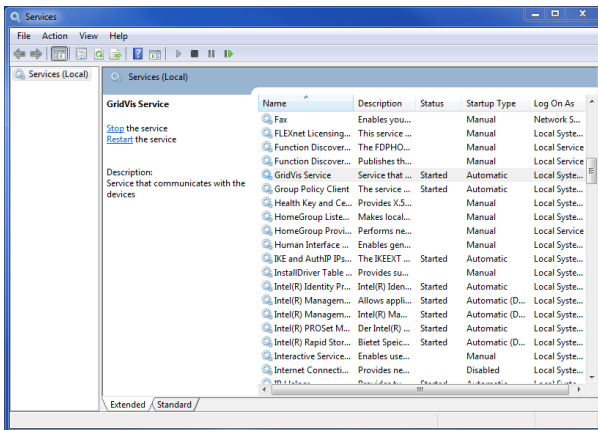 Services
File Action View Help
Services (Local)
Services (Local)
GridVis Service
Stop the service
Restart the service
Description:
Service that communicates with the
devices
Name Description Status Startup Type Log On As
Fax Enables you... Manual Network S...
FLEXnet Licensing... This service ... Manual Local Syste...
Function Discover... The FDPHO... Manual Local Service
Function Discover... Publishes th... Manual Local Service
GridVis Service Service that ... Started Automatic Local Syste...
Group Policy Client The service ... Started Automatic Local Syste...
Health Key and Ce... Provides X.5... Manual Local Syste...
HomeGroup Liste... Makes local... Manual Local Syste...
HomeGroup Provi... Performs ne... Manual Local Service
Human Interface ... Enables gen... Manual Local Syste...
IKE and AuthIP IPs... The IKEEXT ... Started Automatic Local Syste...
InstallDriver Table ... Provides su... Manual Local Syste...
Intel(R) Identity Pr... Intel(R) Iden... Started Automatic Local Syste...
Intel(R) Managem... Allows appli... Started Automatic (D... Local Syste...
Intel(R) Managem... Intel(R) Ma... Started Automatic (D... Local Syste...
Intel(R) PROSet M... Der Intel(R) ... Started Automatic Local Syste...
Intel(R) Rapid Stor... Bietet Speic... Started Automatic (D... Local Syste...
Interactive Service... Enables use... Manual Local Syste...
Internet Connecti... Provides ne... Disabled Local Syste...
Extended Standard